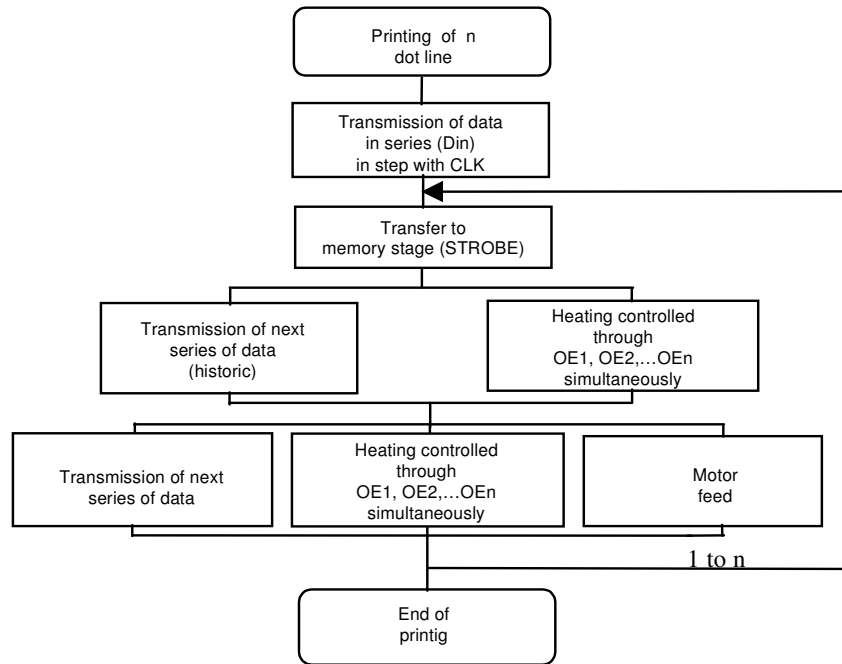 Printing of n
dot line
Transmission of data
in series (Din)
in step with CLK
Transfer to
memory stage (STROBE)
Transmission of next
series of data
(historic)
Heating controlled
through
OE1, OE2,...OEn
simultaneously
Transmission of next
series of data
Heating controlled
through
OE1, OE2,...OEn
simultaneously
Motor
feed
1 to n
End of
printig